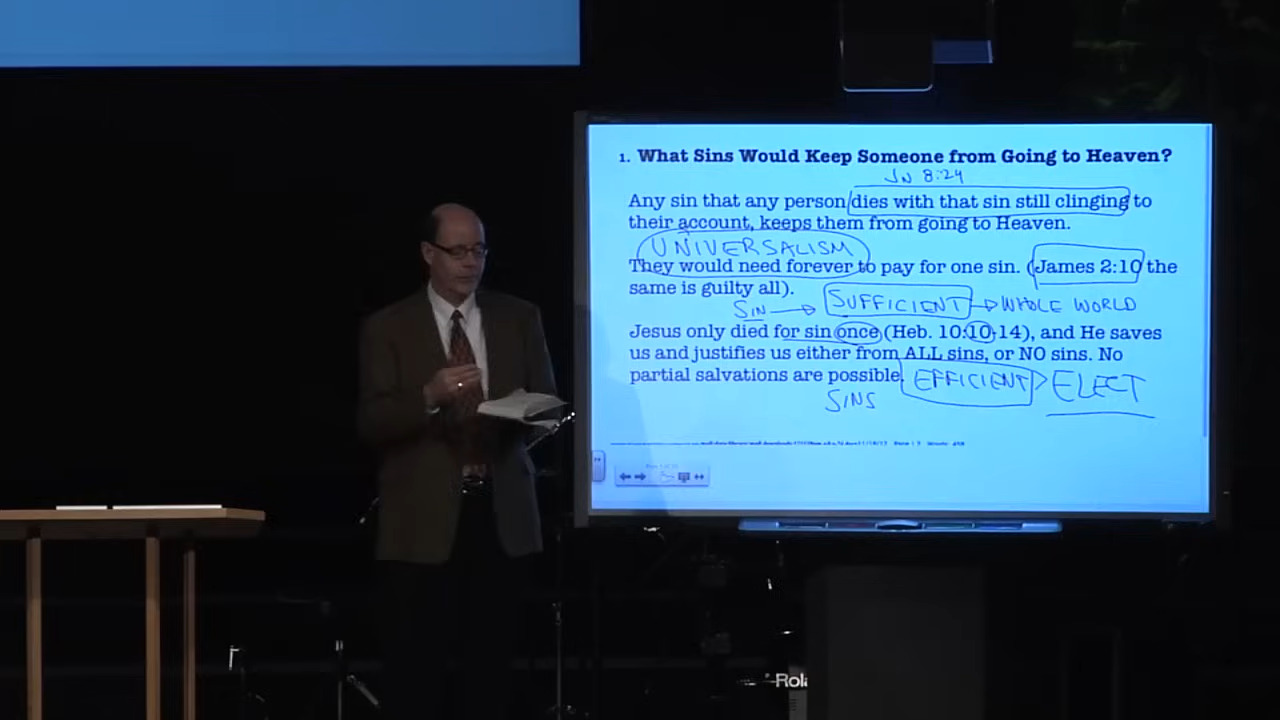 1. What Sins Would Keep Someone from Going to Heaven?
JN 8:24
Any sin that any person dies with that sin still clinging to
their account, keeps them from going to Heaven.
UNIVERSALISM
They would need forever to pay for one sin. (James 2:10 the
same is guilty all).
SIN → SUFFICIENT → WHOLE WORLD
Jesus only died for sin once (Heb. 10:10-14), and He saves
us and justifies us either from ALL sins, or NO sins. No
partial salvations are possible. EFFICIENT > ELECT
SINS
Rola